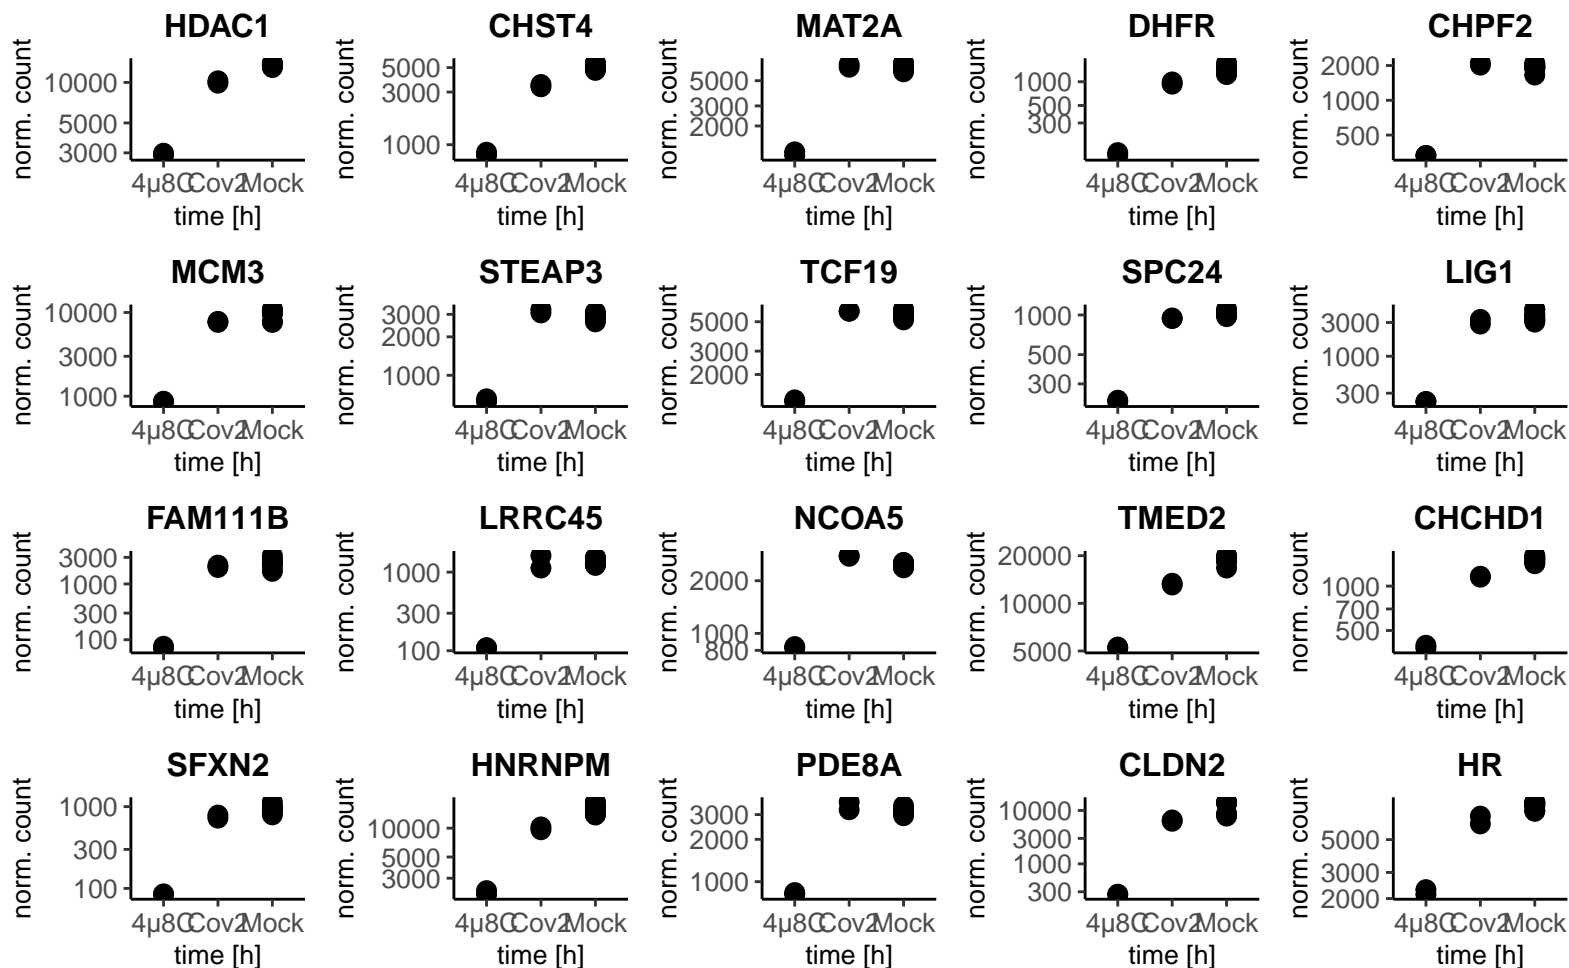 HDAC1 CHST4 MAT2A DHFR CHPF2
norm. count 10000 5000 3000 norm. count 5000 3000 1000 norm. count 5000 3000 2000 norm. count 1000 500 300 norm. count 2000 1000 500
4µ8C Cov2 Mock 4µ8C Cov2 Mock 4µ8C Cov2 Mock 4µ8C Cov2 Mock 4µ8C Cov2 Mock
time [h] time [h] time [h] time [h] time [h]
MCM3 STEAP3 TCF19 SPC24 LIG1
norm. count 10000 3000 1000 norm. count 3000 2000 1000 norm. count 5000 3000 2000 norm. count 1000 500 300 norm. count 3000 1000 300
4µ8C Cov2 Mock 4µ8C Cov2 Mock 4µ8C Cov2 Mock 4µ8C Cov2 Mock 4µ8C Cov2 Mock
time [h] time [h] time [h] time [h] time [h]
FAM111B LRRC45 NCOA5 TMED2 CHCHD1
norm. count 3000 1000 300 100 norm. count 1000 300 100 norm. count 2000 1000 800 norm. count 20000 10000 5000 norm. count 1000 700 500
4µ8C Cov2 Mock 4µ8C Cov2 Mock 4µ8C Cov2 Mock 4µ8C Cov2 Mock 4µ8C Cov2 Mock
time [h] time [h] time [h] time [h] time [h]
SFXN2 HNRNPM PDE8A CLDN2 HR
norm. count 1000 300 100 norm. count 10000 5000 3000 norm. count 3000 2000 1000 norm. count 10000 3000 1000 300 norm. count 5000 3000 2000
4µ8C Cov2 Mock 4µ8C Cov2 Mock 4µ8C Cov2 Mock 4µ8C Cov2 Mock 4µ8C Cov2 Mock
time [h] time [h] time [h] time [h] time [h]